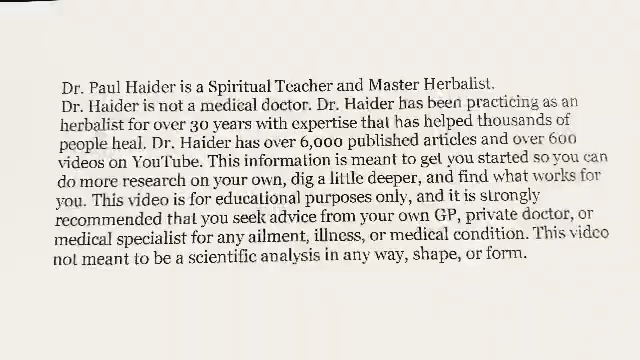 Dr. Paul Haider is a Spiritual Teacher and Master Herbalist.
Dr. Haider is not a medical doctor. Dr. Haider has been practicing as an
herbalist for over 30 years with expertise that has helped thousands of
people heal. Dr. Haider has over 6,000 published articles and over 600
videos on YouTube. This information is meant to get you started so you can
do more research on your own, dig a little deeper, and find what works for
you. This video is for educational purposes only, and it is strongly
recommended that you seek advice from your own GP, private doctor, or
medical specialist for any ailment, illness, or medical condition. This video
not meant to be a scientific analysis in any way, shape, or form.